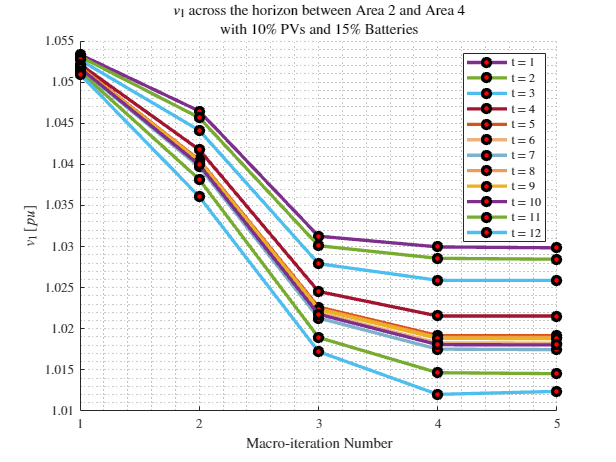 v1 across the horizon between Area 2 and Area 4
with 10% PVs and 15% Batteries
1.055
1.05
1.045
1.04
1.035
1.03
1.025
1.02
1.015
1.01
v1 [pu]
t = 1
t = 2
t = 3
t = 4
t = 5
t = 6
t = 7
t = 8
t = 9
t = 10
t = 11
t = 12
1 2 3 4 5
Macro-iteration Number